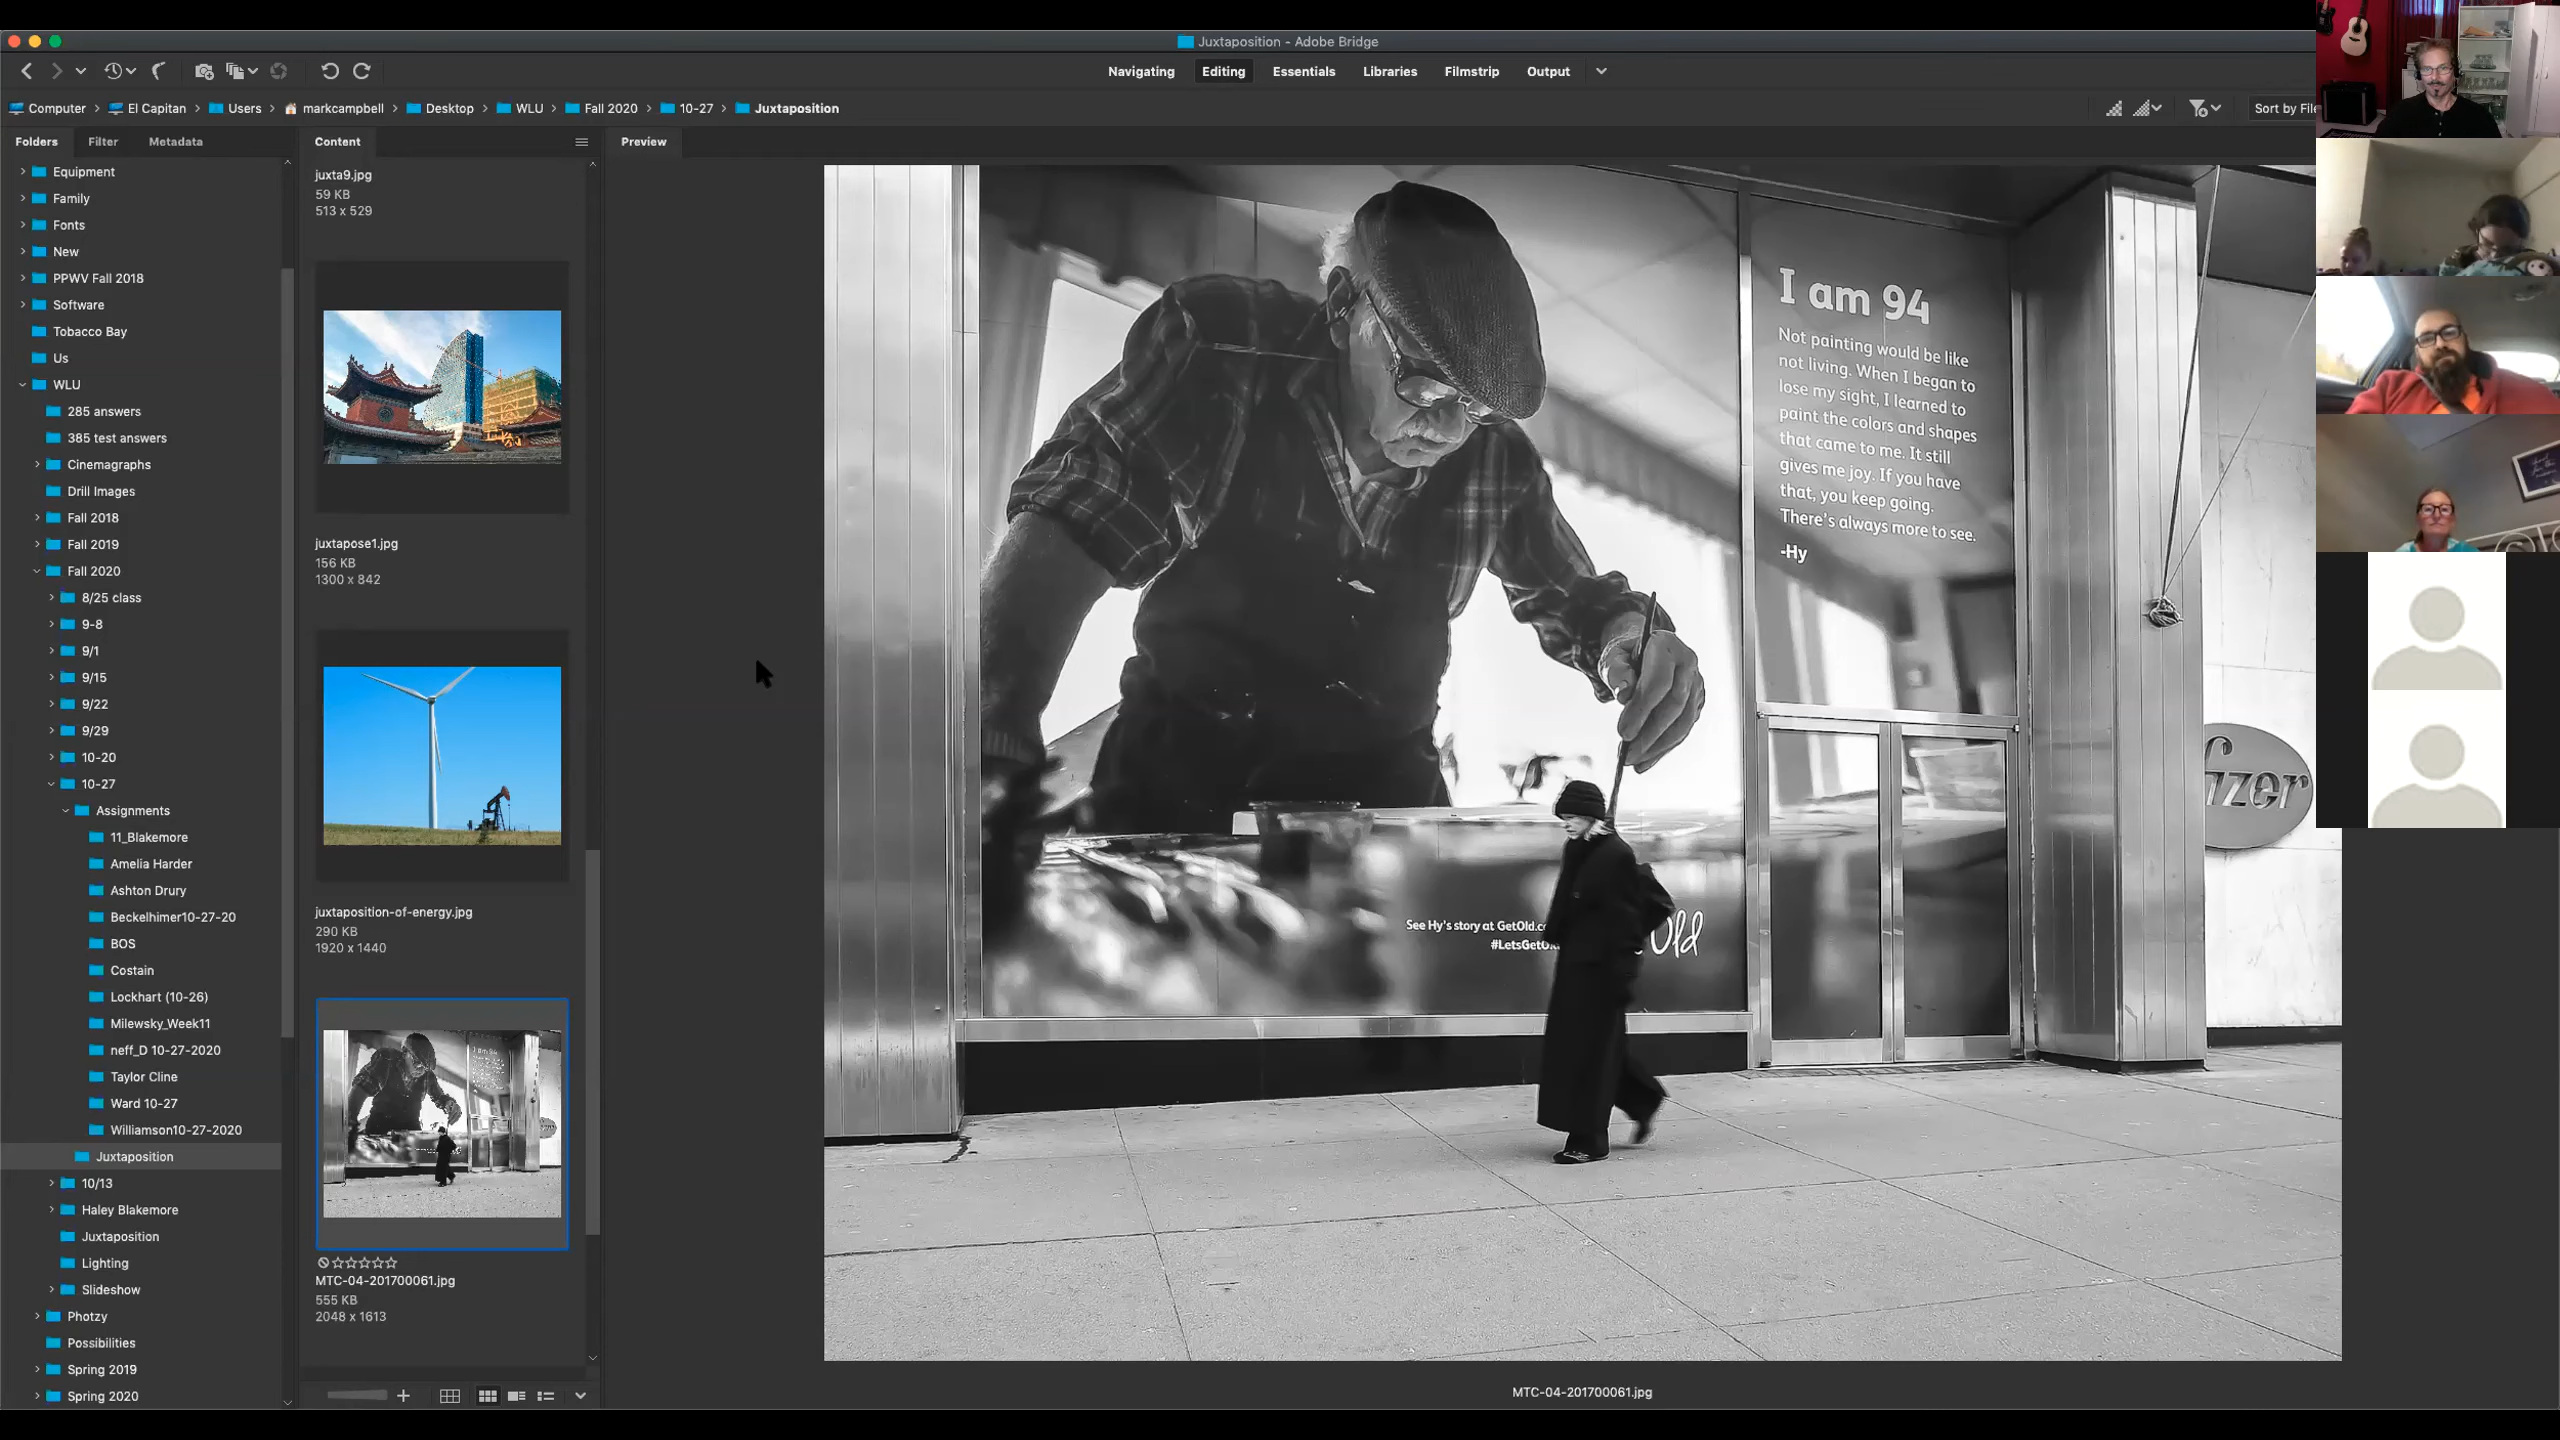 Juxtaposition - Adobe Bridge
Navigating
Editing
Essentials
Libraries
Filmstrip
Output
Computer
El Capitan
Users
markcampbell
Desktop
WLU
Fall 2020
10-27
Juxtaposition
Sort by File
Folders
Filter
Metadata
Equipment
Family
Fonts
New
PPWV Fall 2018
Software
Tobacco Bay
Us
WLU
285 answers
385 test answers
Cinemagraphs
Drill Images
Fall 2018
Fall 2019
Fall 2020
8/25 class
9-8
9/1
9/15
9/22
9/29
10-20
10-27
Assignments
11_Blakemore
Amelia Harder
Ashton Drury
Beckelhimer10-27-20
BOS
Costain
Lockhart (10-26)
Milewsky_Week11
neff_D 10-27-2020
Taylor Cline
Ward 10-27
Williamson10-27-2020
Juxtaposition
10/13
Haley Blakemore
Juxtaposition
Lighting
Slideshow
Photzy
Possibilities
Spring 2019
Spring 2020
Content
juxta9.jpg
59 KB
513 x 529
juxtapose1.jpg
156 KB
1300 x 842
juxtaposition-of-energy.jpg
290 KB
1920 x 1440
MTC-04-201700061.jpg
555 KB
2048 x 1613
Preview
I am 94
Not painting would be like
not living. When I began to
lose my sight, I learned to
paint the colors and shapes
that came to me. It still
gives me joy. If you have
that, you keep going.
There's always more to see.
-Hy
fizer
See Hy's story at GetOld.co
#LetsGetO
Old
MTC-04-201700061.jpg